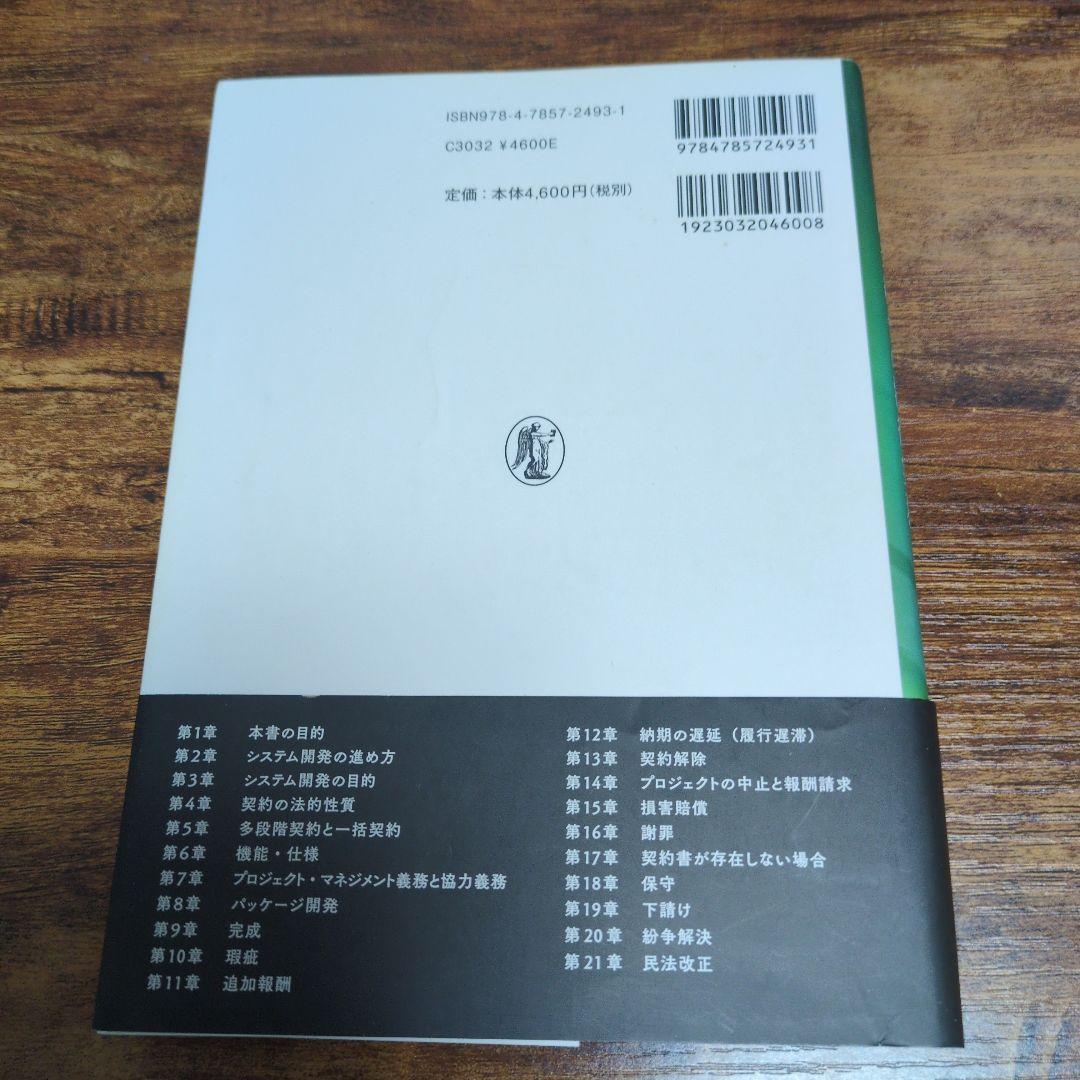 ISBN978-4-7857-2493-1
C3032 ¥4600E
定価：本体4,600円（税別）
9784785724931
1923032046008
第1章 本書の目的
第2章 システム開発の進め方
第3章 システム開発の目的
第4章 契約の法的性質
第5章 多段階契約と一括契約
第6章 機能・仕様
第7章 プロジェクト・マネジメント義務と協力義務
第8章 パッケージ開発
第9章 完成
第10章 瑕疵
第11章 追加報酬
第12章 納期の遅延（履行遅滞）
第13章 契約解除
第14章 プロジェクトの中止と報酬請求
第15章 損害賠償
第16章 謝罪
第17章 契約書が存在しない場合
第18章 保守
第19章 下請け
第20章 紛争解決
第21章 民法改正